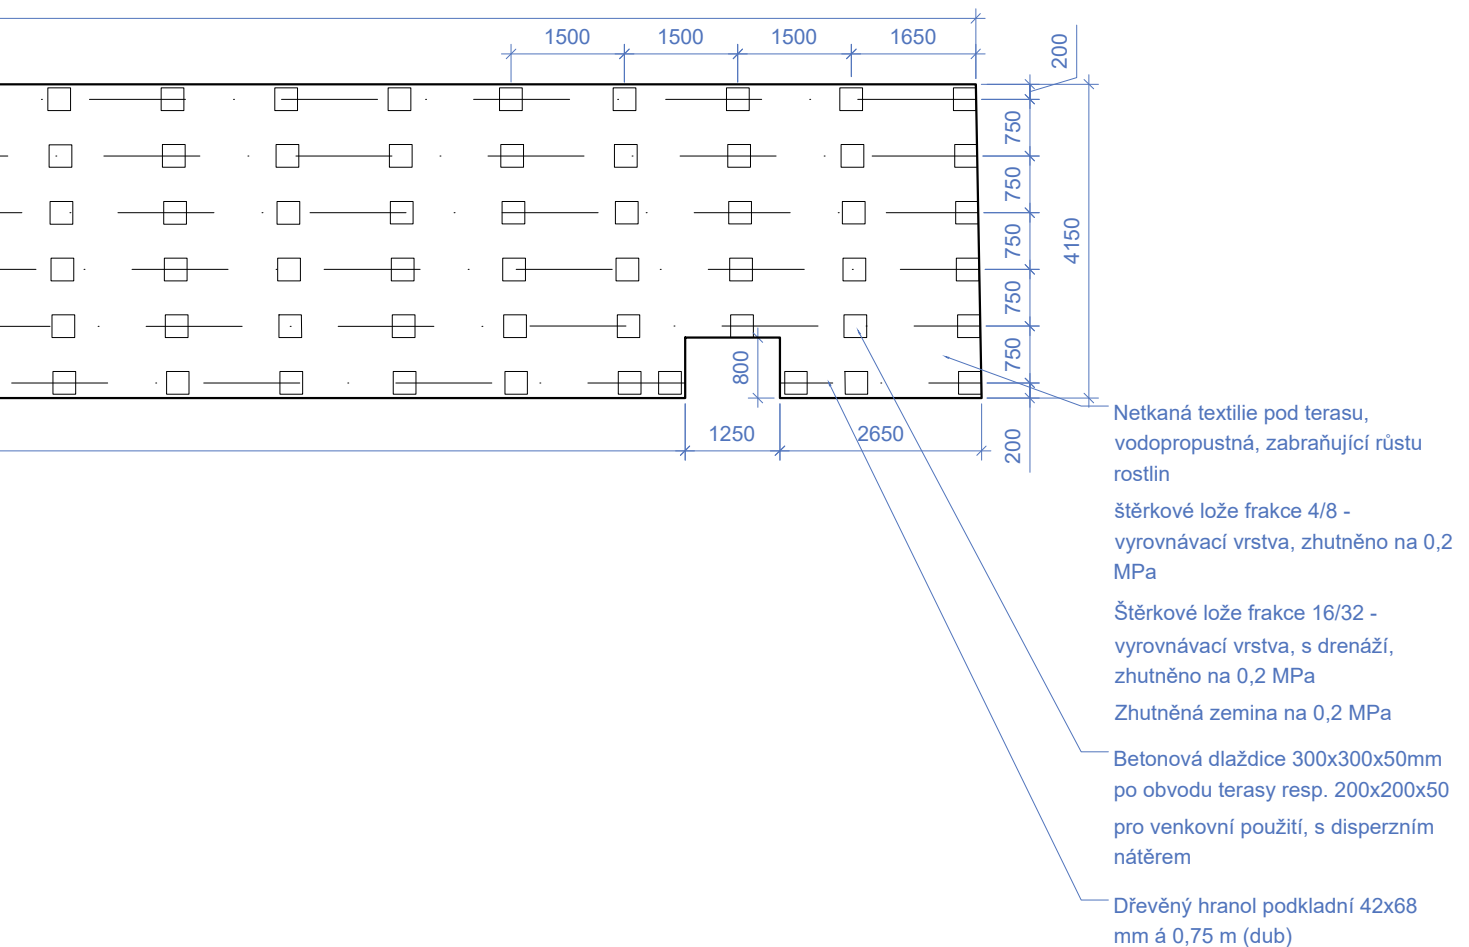 1500 1500 1500 1650
200
750
750
750
750
750
4150
800
1250 2650
200
Netkaná textilie pod terasu,
vodopropustná, zabraňující růstu
rostlin
štěrkové lože frakce 4/8 -
vyrovnávací vrstva, zhutněno na 0,2
MPa
Štěrkové lože frakce 16/32 -
vyrovnávací vrstva, s drenáží,
zhutněno na 0,2 MPa
Zhutněná zemina na 0,2 MPa
Betonová dlaždice 300x300x50mm
po obvodu terasy resp. 200x200x50
pro venkovní použití, s disperzním
nátěrem
Dřevěný hranol podkladní 42x68
mm á 0,75 m (dub)